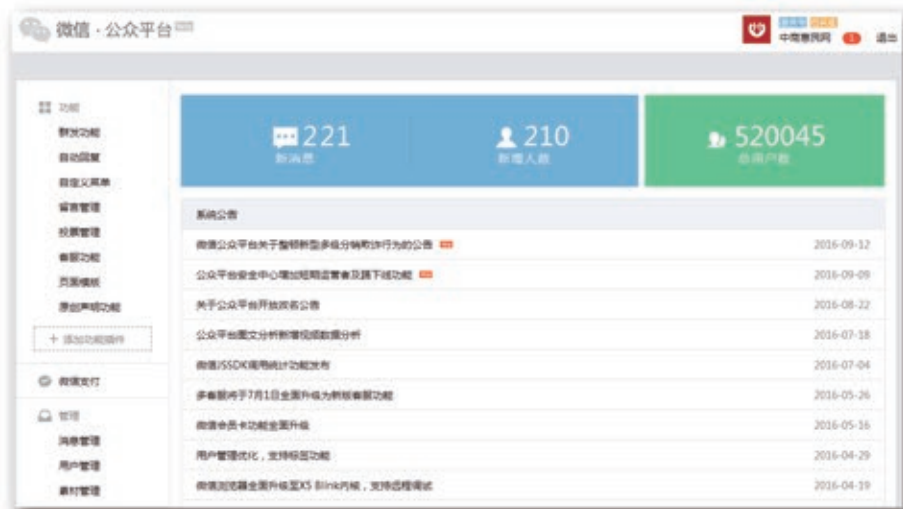 微信·公众平台
中商惠民网 1 退出
功能
群发功能
自动回复
自定义菜单
留言管理
投票管理
客服功能
页面模板
原创声明功能
+ 添加功能插件
微信支付
管理
消息管理
用户管理
素材管理
221
新消息
210
新增人数
520045
总用户数
系统公告
微信公众平台关于整顿新型多级分销欺诈行为的公告 2016-09-12
公众平台安全中心增加短期运营者及踢下线功能 2016-09-09
关于公众平台开放改名公告 2016-08-22
公众平台图文分析新增视频数据分析 2016-07-18
微信JSSDK调用统计功能发布 2016-07-04
多客服将于7月1日全面升级为新版客服功能 2016-05-26
微信会员卡功能全面升级 2016-05-16
用户管理优化，支持标签功能 2016-04-29
微信浏览器全面升级至X5 Blink内核，支持远程调试 2016-04-19